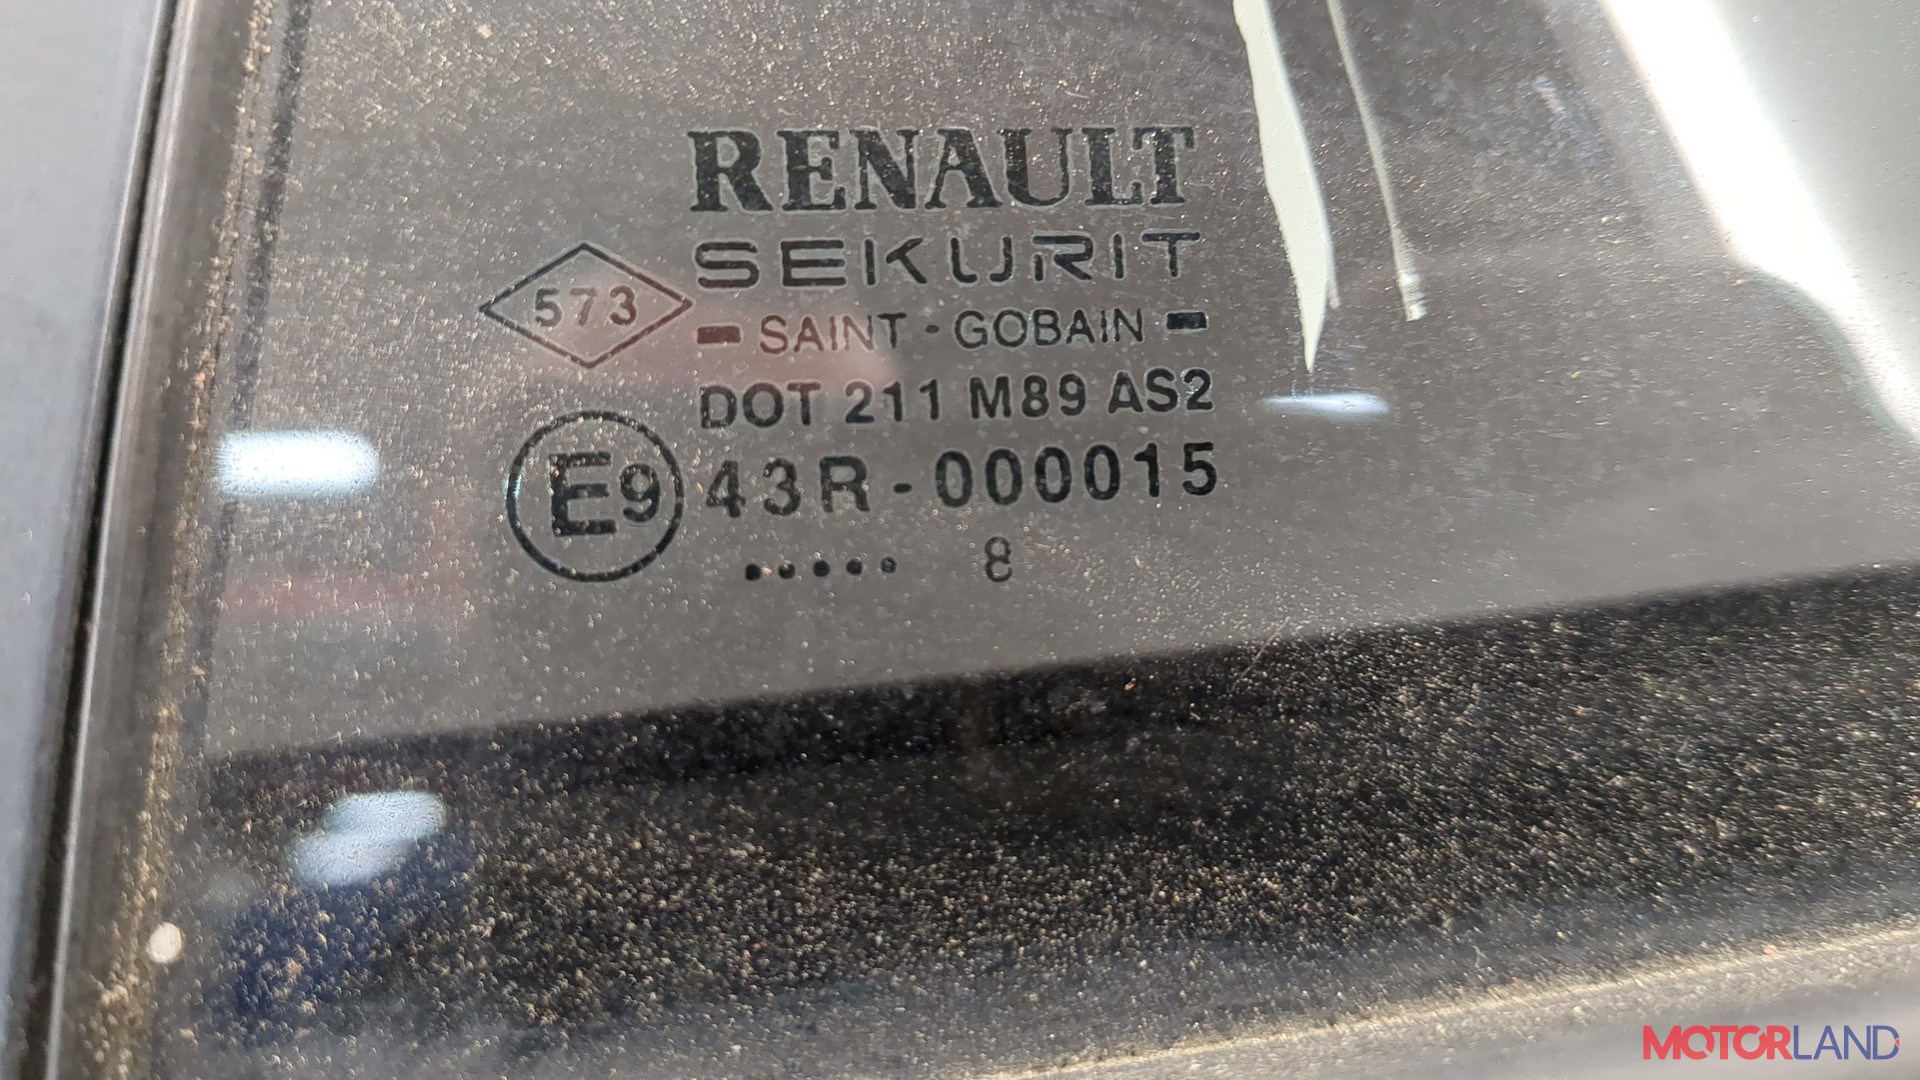 RENAULT
SEKURIT
573
SAINT - GOBAIN
DOT 211 M89 AS2
E9 43R - 000015
..... 8
MOTORLAND